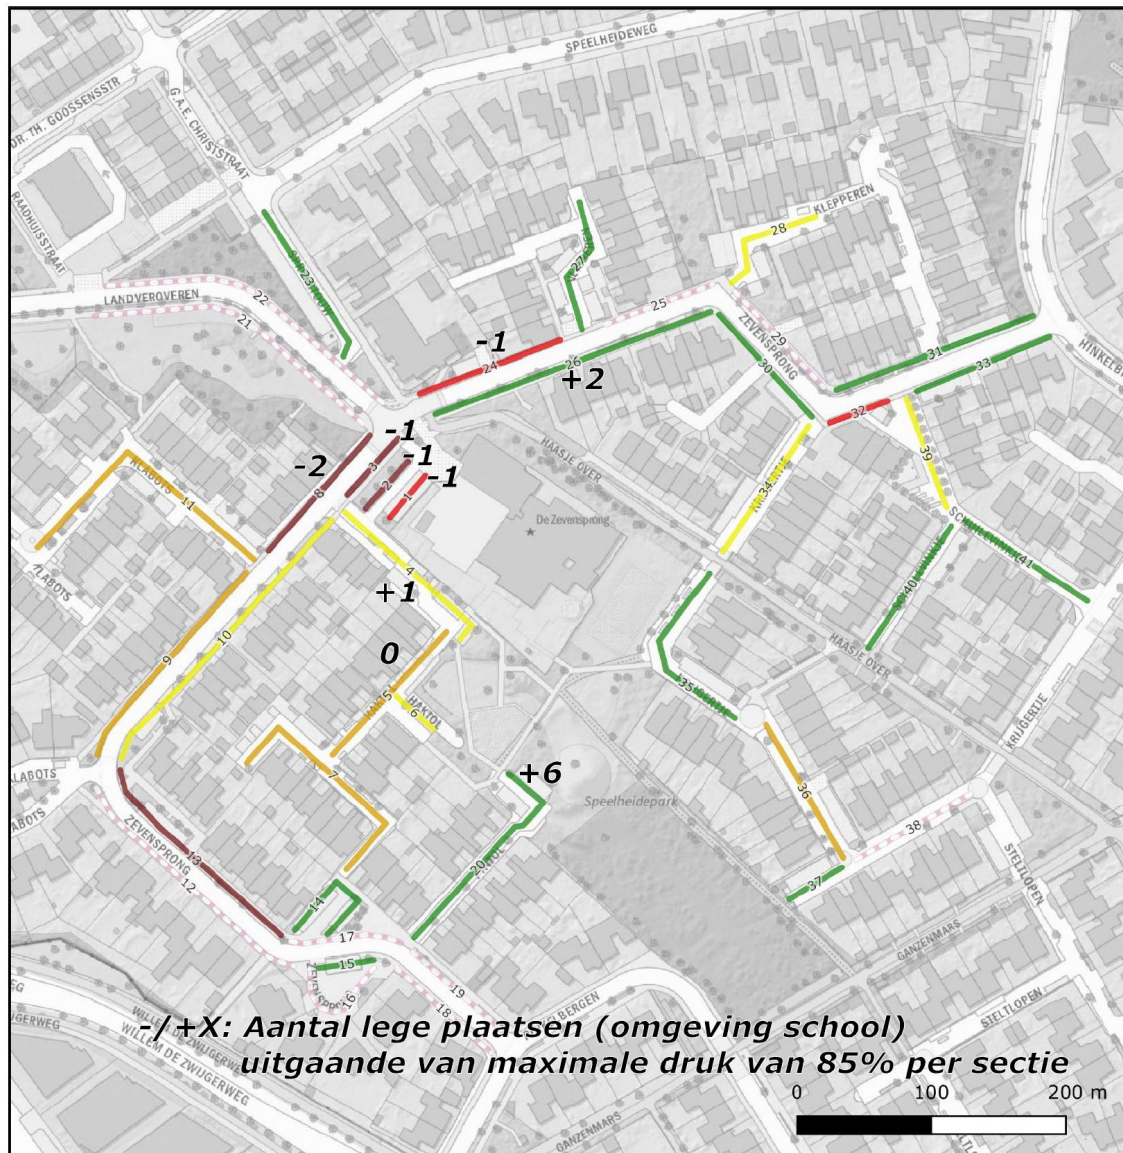 SPEELHEIDEWEG
DR. TH. GOOSSENSSTR
G.A.F. CHRISTSTRAAT
RAADHUISSTRAAT
KLEPPEREN
28
23
27
LANDVEROVEREN
22
21
25
ZEVENSPRONG
29
31
33
-1
24
26
+2
30
32
39
34
HAASJE OVER
-2
8
3
-1
2
-1
1
-1
De Zevensprong
11
4
+1
10
9
0
5
6
HAKTOL
7
41
40
HAASJE OVER
KRIJGERTJE
35
36
38
37
+6
Speelheidepark
20
ZEVENSPRONG
13
12
14
17
15
16
19
18
STELTLOPEN
GANZENMARS
STELTLOPEN
WILLEM DE ZWIJGERWEG
WILLEM DE ZWIJGERWEG
-/+X: Aantal lege plaatsen (omgeving school)
uitgaande van maximale druk van 85% per sectie
0 100 200 m
GANZENMARS